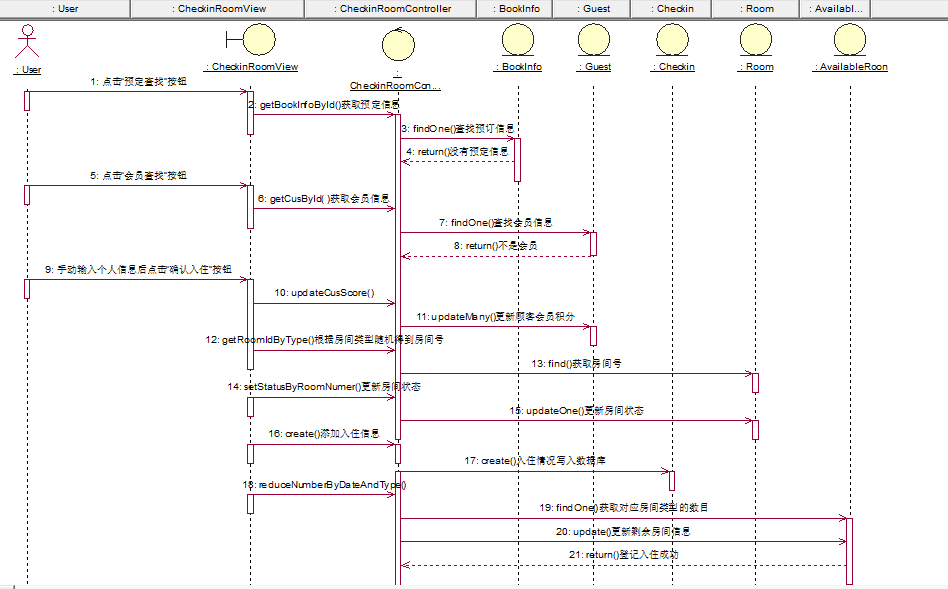 : User
: CheckinRoomView
: CheckinRoomController
: BookInfo
: Guest
: Checkin
: Room
: Availabl...
: User
: CheckinRoomView
:
CheckinRoomCon...
: BookInfo
: Guest
: Checkin
: Room
: AvailableRoon
1: 点击"预定查找"按钮
2: getBookInfoById()获取预定信息
3: findOne()查找预订信息
4: return()没有预定信息
5: 点击"会员查找"按钮
6: getCusById( )获取会员信息
7: findOne()查找会员信息
8: return()不是会员
9: 手动输入个人信息后点击"确认入住"按钮
10: updateCusScore()
11: updateMany()更新顾客会员积分
12: getRoomIdByType()根据房间类型随机得到房间号
13: find()获取房间号
14: setStatusByRoomNumer()更新房间状态
15: updateOne()更新房间状态
16: create()添加入住信息
17: create()入住情况写入数据库
18: reduceNumberByDateAndType()
19: findOne()获取对应房间类型的数目
20: update()更新剩余房间信息
21: return()登记入住成功